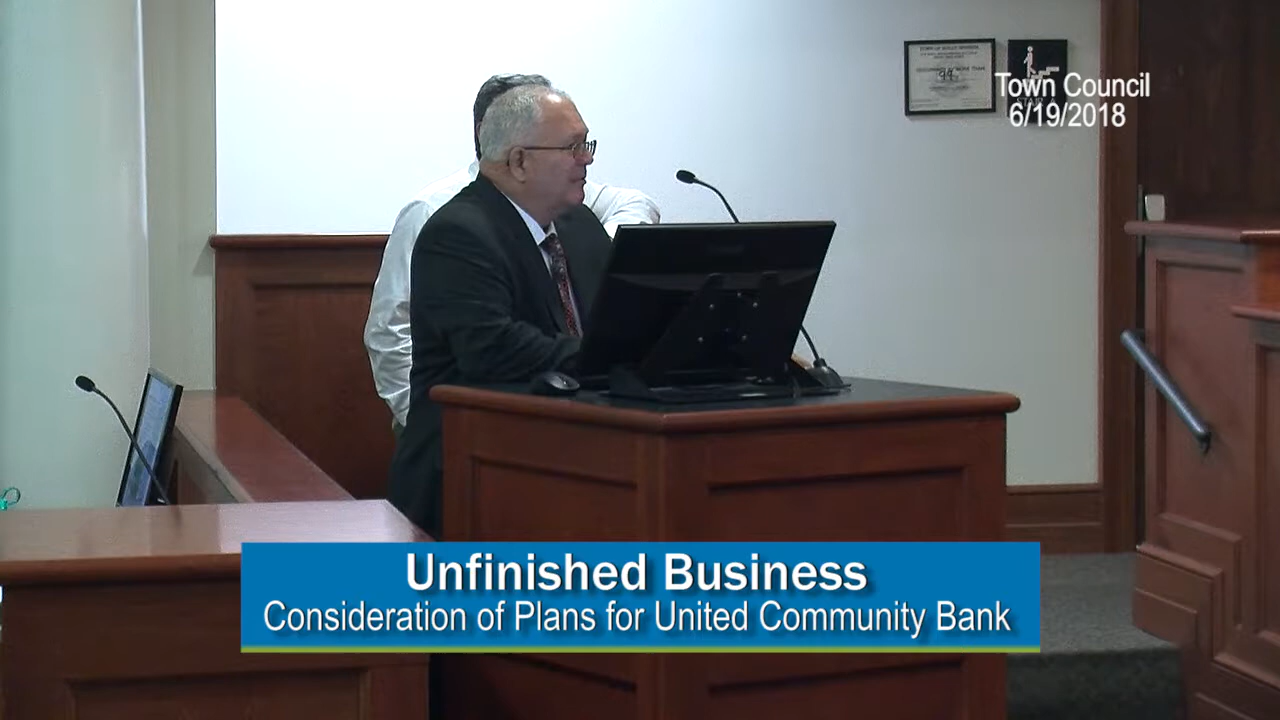 Town Council
6/19/2018
Unfinished Business
Consideration of Plans for United Community Bank